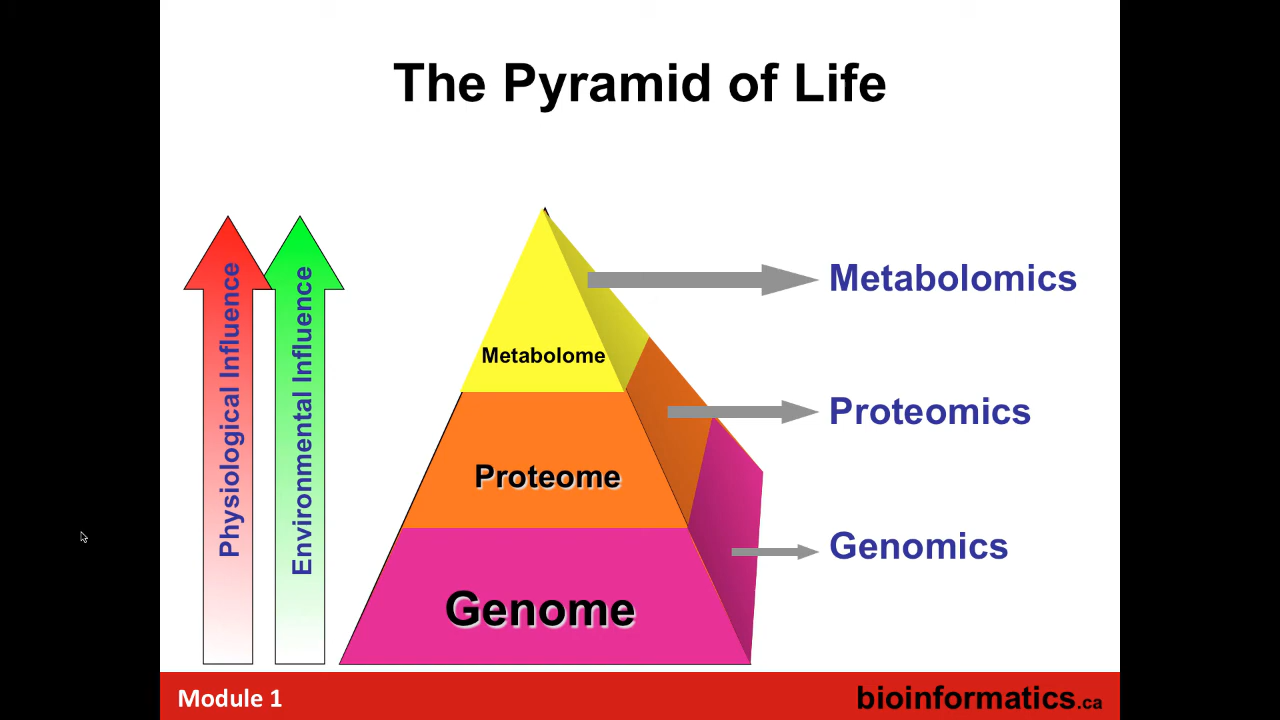 The Pyramid of Life
Physiological Influence
Environmental Influence
Metabolome
Proteome
Genome
Metabolomics
Proteomics
Genomics
Module 1
bioinformatics.ca